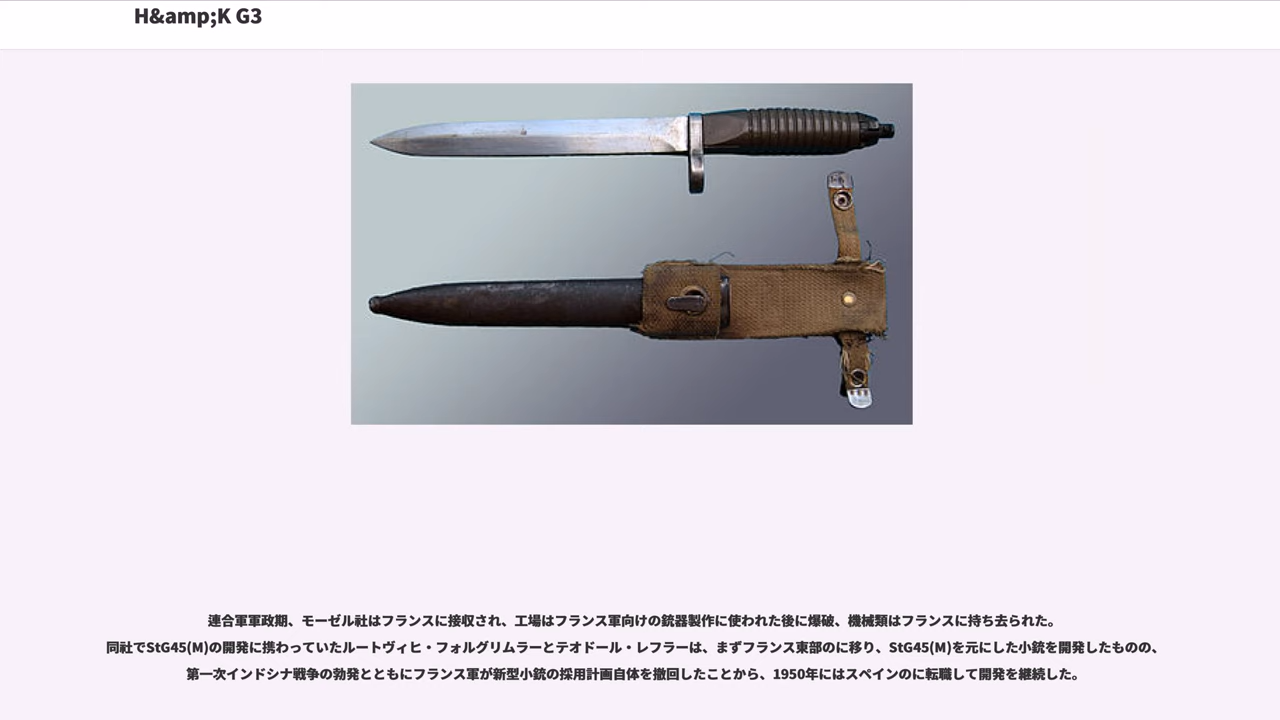 H&amp;K G3
連合軍軍政期、モーゼル社はフランスに接収され、工場はフランス軍向けの銃器製作に使われた後に爆破、機械類はフランスに持ち去られた。
同社でStG45(M)の開発に携わっていたルートヴィヒ・フォルグリムラーとテオドール・レフラーは、まずフランス東部のに移り、StG45(M)を元にした小銃を開発したものの、
第一次インドシナ戦争の勃発とともにフランス軍が新型小銃の採用計画自体を撤回したことから、1950年にはスペインのに転職して開発を継続した。